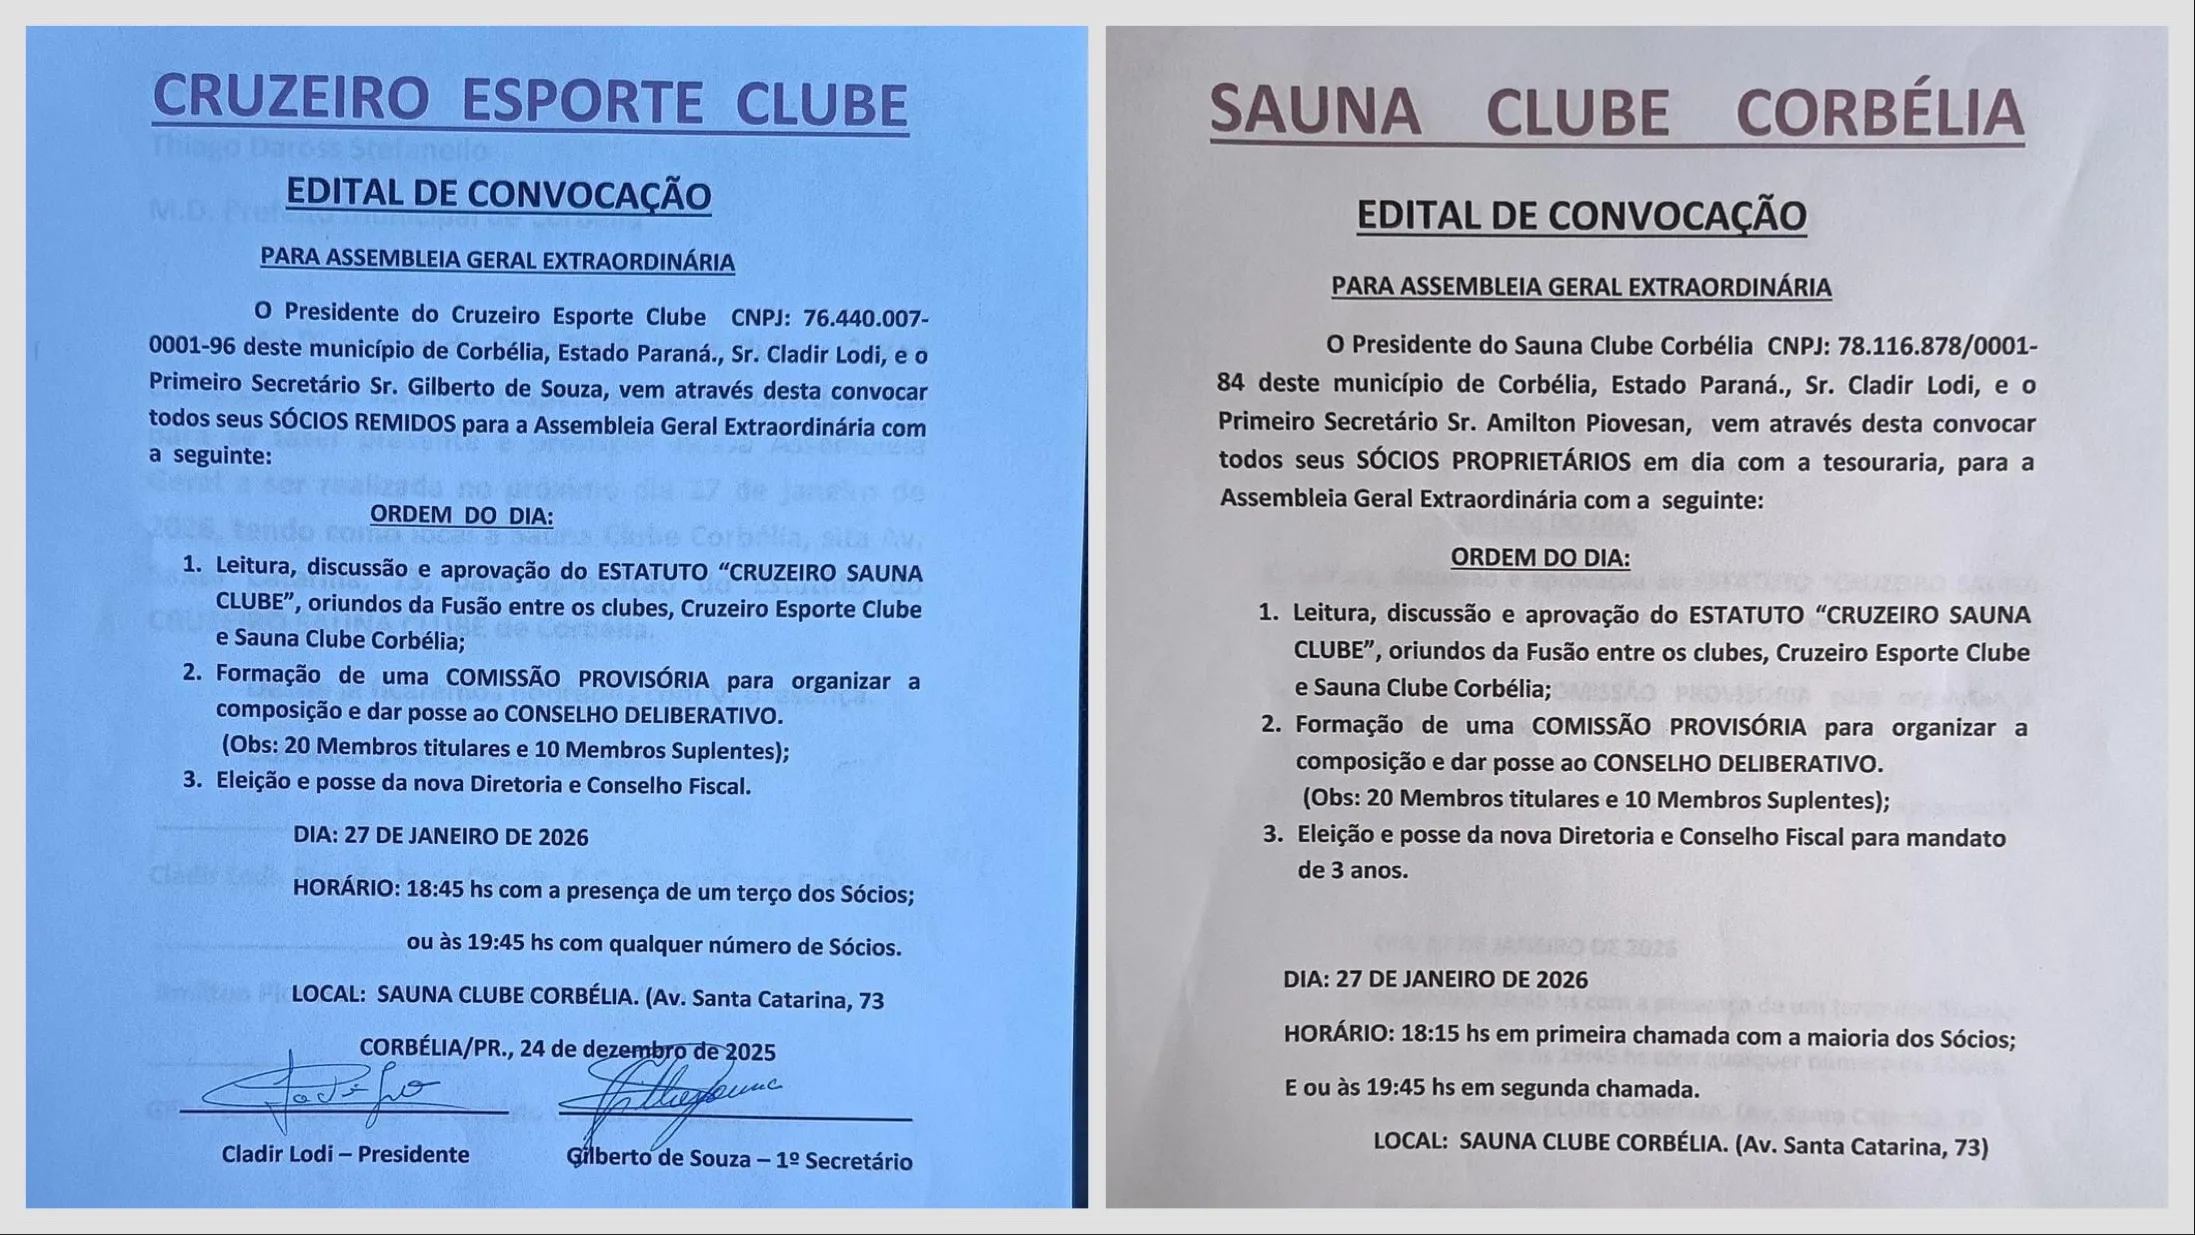 CRUZEIRO ESPORTE CLUBE
EDITAL DE CONVOCAÇÃO
PARA ASSEMBLEIA GERAL EXTRAORDINÁRIA
O Presidente do Cruzeiro Esporte Clube CNPJ: 76.440.007-
0001-96 deste município de Corbélia, Estado Paraná., Sr. Cladir Lodi, e o
Primeiro Secretário Sr. Gilberto de Souza, vem através desta convocar
todos seus SÓCIOS REMIDOS para a Assembleia Geral Extraordinária com
a seguinte:
ORDEM DO DIA:
1. Leitura, discussão e aprovação do ESTATUTO “CRUZEIRO SAUNA
CLUBE”, oriundos da Fusão entre os clubes, Cruzeiro Esporte Clube
e Sauna Clube Corbélia;
2. Formação de uma COMISSÃO PROVISÓRIA para organizar a
composição e dar posse ao CONSELHO DELIBERATIVO.
(Obs: 20 Membros titulares e 10 Membros Suplentes);
3. Eleição e posse da nova Diretoria e Conselho Fiscal.
DIA: 27 DE JANEIRO DE 2026
HORÁRIO: 18:45 hs com a presença de um terço dos Sócios;
ou às 19:45 hs com qualquer número de Sócios.
LOCAL: SAUNA CLUBE CORBÉLIA. (Av. Santa Catarina, 73
CORBÉLIA/PR., 24 de dezembro de 2025
Cladir Lodi – Presidente
Gilberto de Souza – 1º Secretário
SAUNA CLUBE CORBÉLIA
EDITAL DE CONVOCAÇÃO
PARA ASSEMBLEIA GERAL EXTRAORDINÁRIA
O Presidente do Sauna Clube Corbélia CNPJ: 78.116.878/0001-
84 deste município de Corbélia, Estado Paraná., Sr. Cladir Lodi, e o
Primeiro Secretário Sr. Amilton Piovesan, vem através desta convocar
todos seus SÓCIOS PROPRIETÁRIOS em dia com a tesouraria, para a
Assembleia Geral Extraordinária com a seguinte:
ORDEM DO DIA:
1. Leitura, discussão e aprovação do ESTATUTO “CRUZEIRO SAUNA
CLUBE”, oriundos da Fusão entre os clubes, Cruzeiro Esporte Clube
e Sauna Clube Corbélia;
2. Formação de uma COMISSÃO PROVISÓRIA para organizar a
composição e dar posse ao CONSELHO DELIBERATIVO.
(Obs: 20 Membros titulares e 10 Membros Suplentes);
3. Eleição e posse da nova Diretoria e Conselho Fiscal para mandato
de 3 anos.
DIA: 27 DE JANEIRO DE 2026
HORÁRIO: 18:15 hs em primeira chamada com a maioria dos Sócios;
E ou às 19:45 hs em segunda chamada.
LOCAL: SAUNA CLUBE CORBÉLIA. (Av. Santa Catarina, 73)